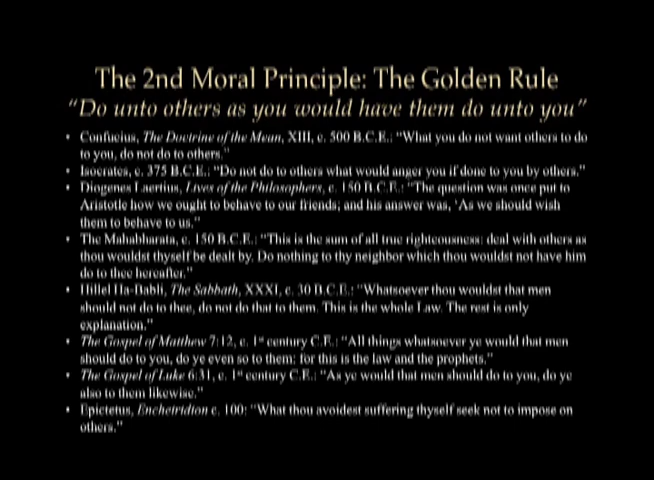 The 2nd Moral Principle: The Golden Rule
“Do unto others as you would have them do unto you”
• Confucius, The Doctrine of the Mean, XIII, c. 500 B.C.E.: “What you do not want others to do
to you, do not do to others.”
• Isocrates, c. 375 B.C.E.: “Do not do to others what would anger you if done to you by others.”
• Diogenes Laertius, Lives of the Philosophers, c. 150 B.C.E.: “The question was once put to
Aristotle how we ought to behave to our friends; and his answer was, ‘As we should wish
them to behave to us.”
• The Mahabharata, c. 150 B.C.E.: “This is the sum of all true righteousness: deal with others as
thou wouldst thyself be dealt by. Do nothing to thy neighbor which thou wouldst not have him
do to thee hereafter.”
• Hillel Ha-Babli, The Sabbath, XXXI, c. 30 B.C.E.: “Whatsoever thou wouldst that men
should not do to thee, do not do that to them. This is the whole Law. The rest is only
explanation.”
• The Gospel of Matthew 7:12, c. 1st century C.E.: “All things whatsoever ye would that men
should do to you, do ye even so to them: for this is the law and the prophets.”
• The Gospel of Luke 6:31, c. 1st century C.E.: “As ye would that men should do to you, do ye
also to them likewise.”
• Epictetus, Encheiridion c. 100: “What thou avoidest suffering thyself seek not to impose on
others.”